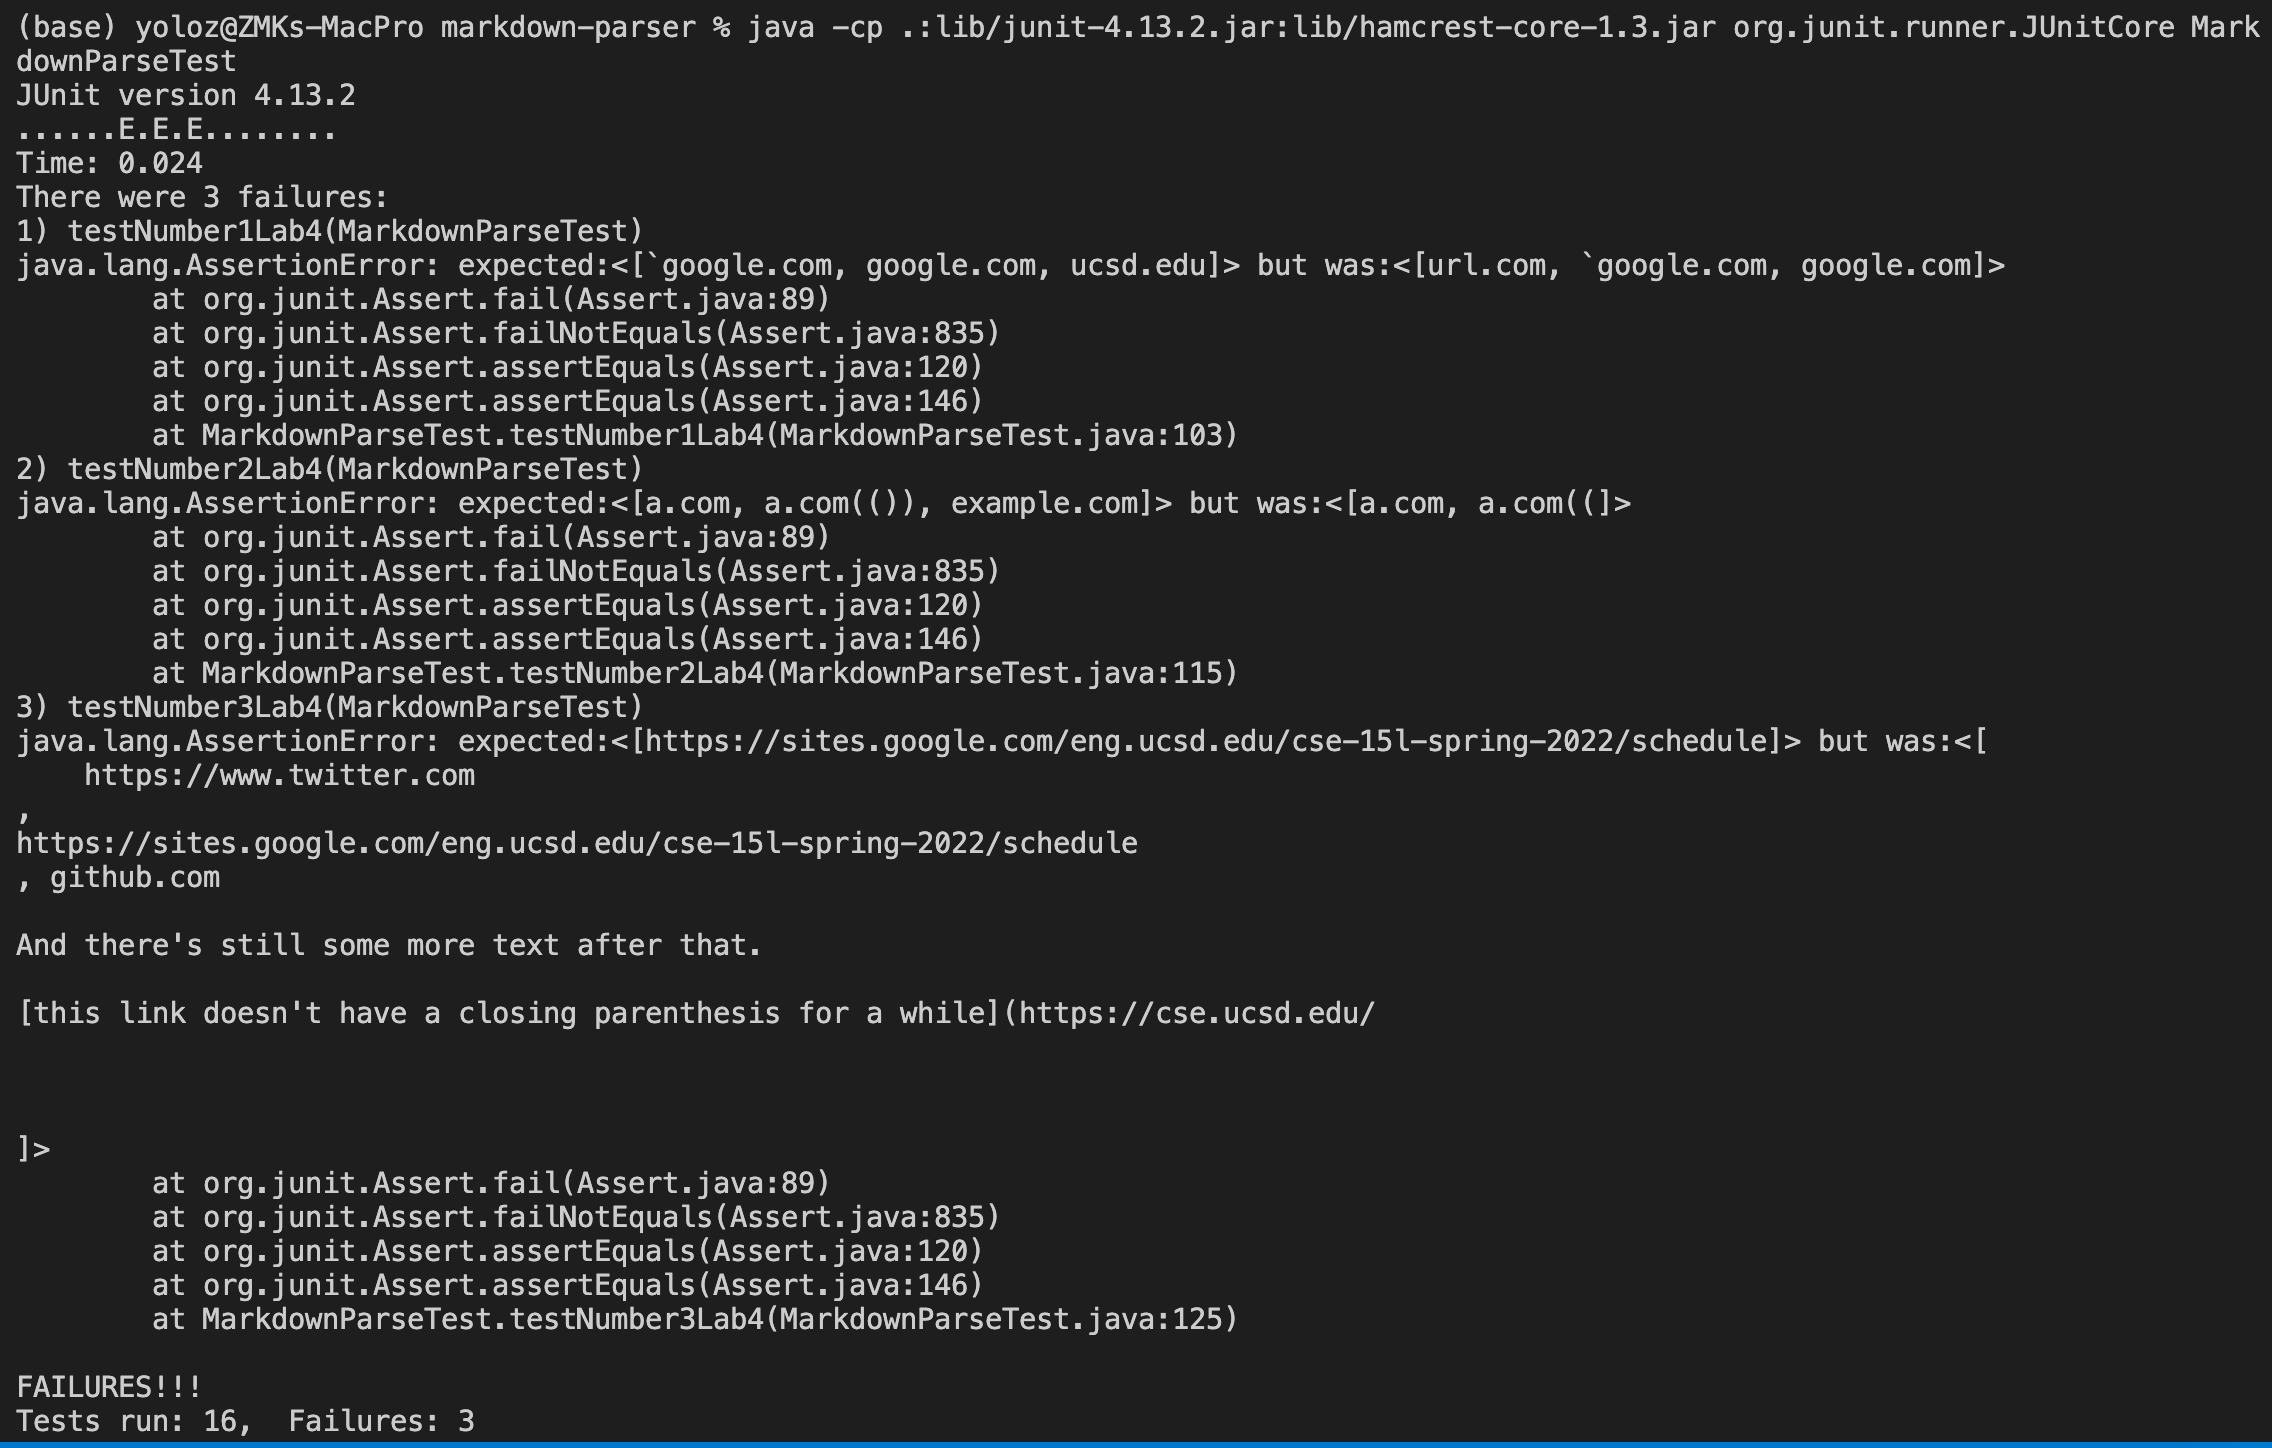 (base) yoloz@ZMKs-MacPro markdown-parser % java -cp .:lib/junit-4.13.2.jar:lib/hamcrest-core-1.3.jar org.junit.runner.JUnitCore Mark
downParseTest
JUnit version 4.13.2
......E.E.E........
Time: 0.024
There were 3 failures:
1) testNumber1Lab4(MarkdownParseTest)
java.lang.AssertionError: expected:<[`google.com, google.com, ucsd.edu]> but was:<[url.com, `google.com, google.com]>
        at org.junit.Assert.fail(Assert.java:89)
        at org.junit.Assert.failNotEquals(Assert.java:835)
        at org.junit.Assert.assertEquals(Assert.java:120)
        at org.junit.Assert.assertEquals(Assert.java:146)
        at MarkdownParseTest.testNumber1Lab4(MarkdownParseTest.java:103)
2) testNumber2Lab4(MarkdownParseTest)
java.lang.AssertionError: expected:<[a.com, a.com(()), example.com]> but was:<[a.com, a.com((]>
        at org.junit.Assert.fail(Assert.java:89)
        at org.junit.Assert.failNotEquals(Assert.java:835)
        at org.junit.Assert.assertEquals(Assert.java:120)
        at org.junit.Assert.assertEquals(Assert.java:146)
        at MarkdownParseTest.testNumber2Lab4(MarkdownParseTest.java:115)
3) testNumber3Lab4(MarkdownParseTest)
java.lang.AssertionError: expected:<[https://sites.google.com/eng.ucsd.edu/cse-15l-spring-2022/schedule]> but was:<[
    https://www.twitter.com
,
https://sites.google.com/eng.ucsd.edu/cse-15l-spring-2022/schedule
, github.com

And there's still some more text after that.

[this link doesn't have a closing parenthesis for a while](https://cse.ucsd.edu/



]>
        at org.junit.Assert.fail(Assert.java:89)
        at org.junit.Assert.failNotEquals(Assert.java:835)
        at org.junit.Assert.assertEquals(Assert.java:120)
        at org.junit.Assert.assertEquals(Assert.java:146)
        at MarkdownParseTest.testNumber3Lab4(MarkdownParseTest.java:125)

FAILURES!!!
Tests run: 16,  Failures: 3